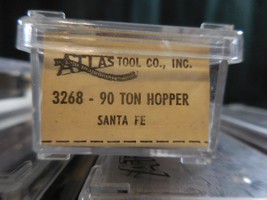 ATLAS TOOL CO., INC.
3268 - 90 TON HOPPER
SANTA FE